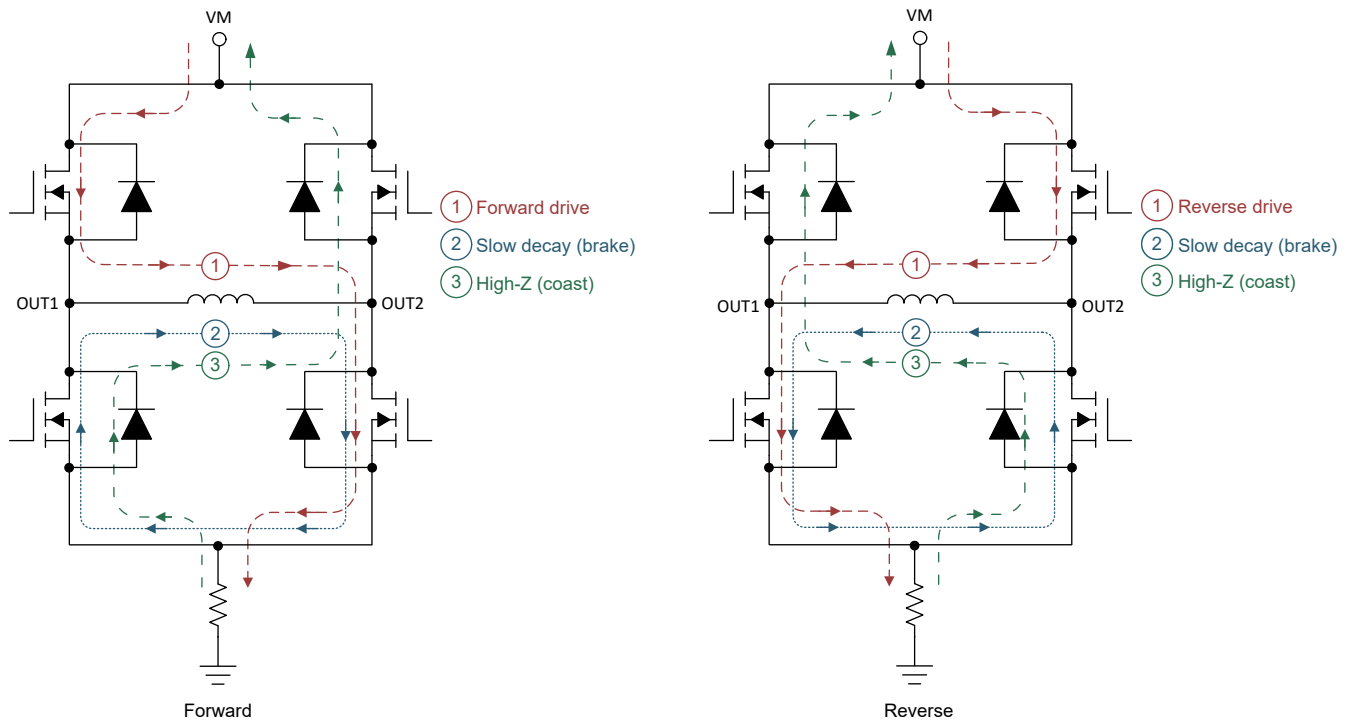 VM
1 Forward drive
2 Slow decay (brake)
3 High-Z (coast)
1
OUT1
OUT2
2
3
Forward
VM
1 Reverse drive
2 Slow decay (brake)
3 High-Z (coast)
1
OUT1
OUT2
2
3
Reverse